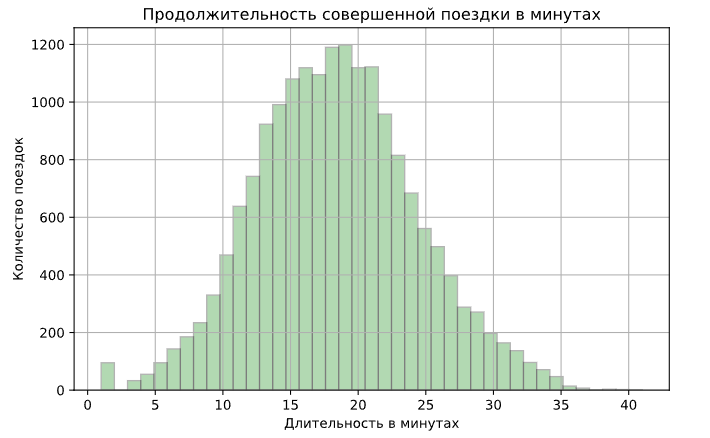 Продолжительность совершенной поездки в минутах
Количество поездок
1200
1000
800
600
400
200
0
0 5 10 15 20 25 30 35 40
Длительность в минутах